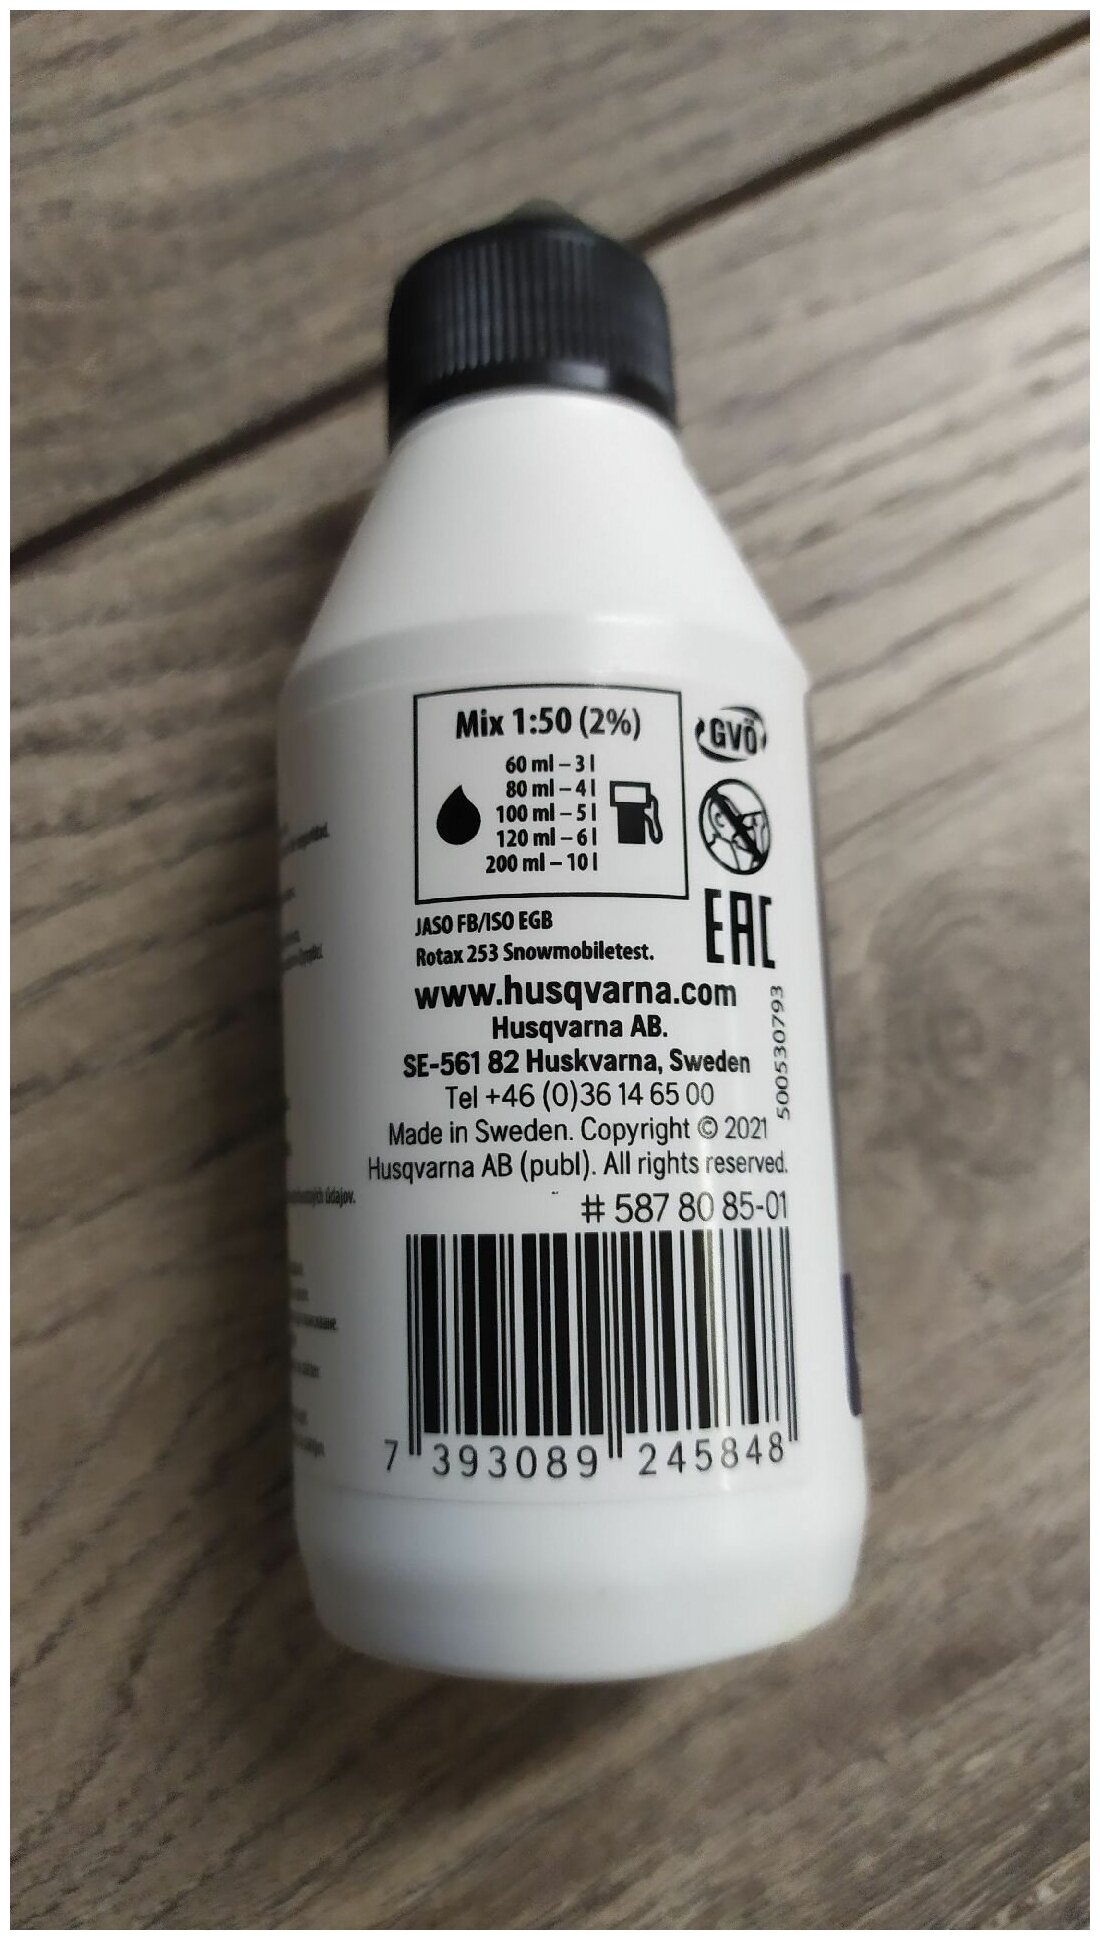 Mix 1:50 (2%)
60 ml – 3 l
80 ml – 4 l
100 ml – 5 l
120 ml – 6 l
200 ml – 10 l
GVÖ
EAC
JASO FB/ISO EGB
Rotax 253 Snowmobiletest.
www.husqvarna.com
Husqvarna AB.
SE-561 82 Huskvarna, Sweden
Tel +46 (0)36 14 65 00
Made in Sweden. Copyright © 2021
Husqvarna AB (publ). All rights reserved.
500530793
# 587 80 85-01
7 393089 245848
údajov.